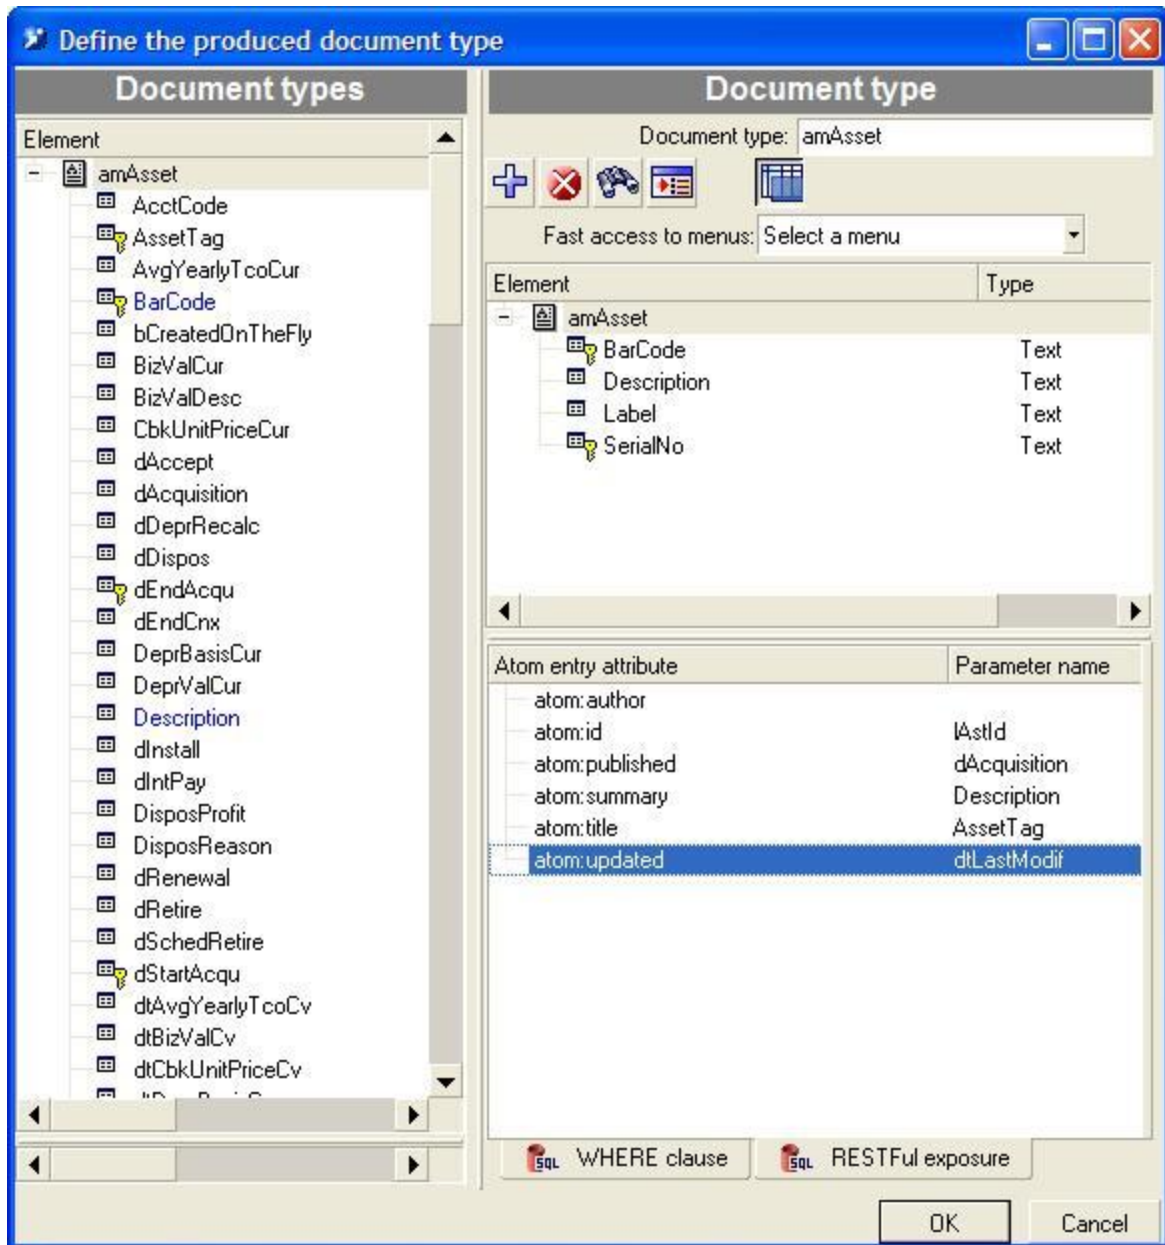 Define the produced document type
Document types
Element
amAsset
AcctCode
AssetTag
AvgYearlyTcoCur
BarCode
bCreatedOnTheFly
BizValCur
BizValDesc
CbkUnitPriceCur
dAccept
dAcquisition
dDeprRecalc
dDispos
dEndAcqu
dEndCnx
DeprBasisCur
DeprValCur
Description
dInstall
dIntPay
DisposProfit
DisposReason
dRenewal
dRetire
dSchedRetire
dStartAcqu
dtAvgYearlyTcoCv
dtBizValCv
dtCbkUnitPriceCv
Document type
Document type: amAsset
Fast access to menus: Select a menu
Element Type
amAsset
BarCode Text
Description Text
Label Text
SerialNo Text
Atom entry attribute Parameter name
atom:author
atom:id lAstId
atom:published dAcquisition
atom:summary Description
atom:title AssetTag
atom:updated dtLastModif
SQL WHERE clause SQL RESTFul exposure
OK Cancel